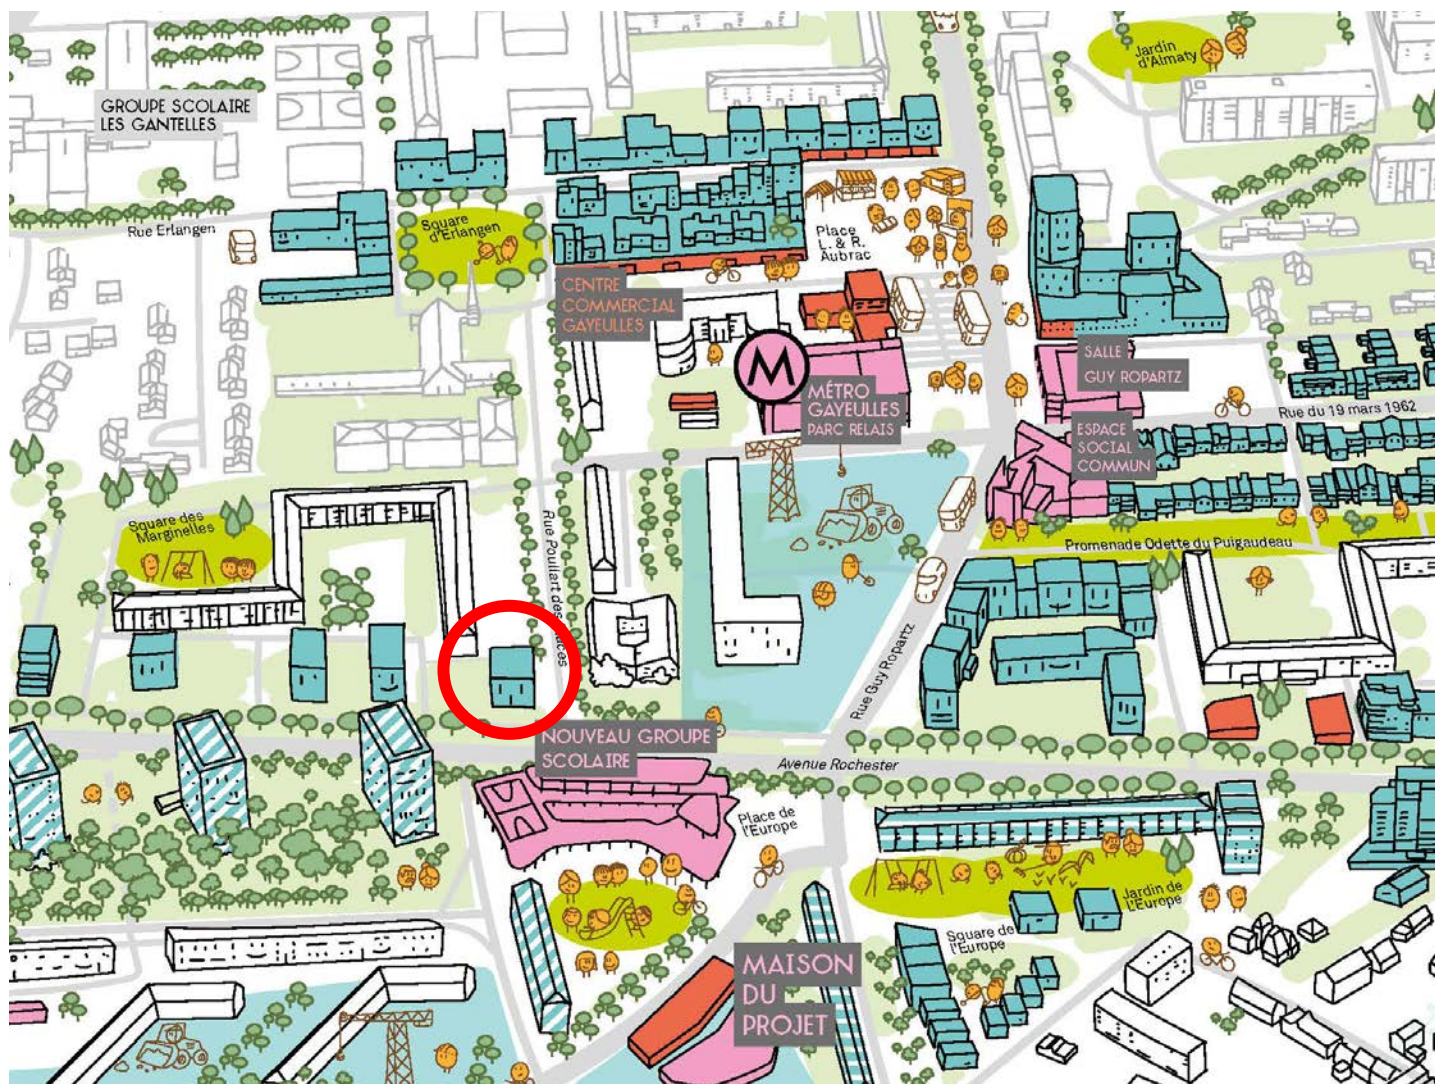 Jardin
d'Almaty
GROUPE SCOLAIRE
LES GANTELLES
Rue Erlangen
Square
d'Erlangen
Place
L. & R.
Aubrac
CENTRE
COMMERCIAL
GAYEULLES
M
MÉTRO
GAYEULLES
PARC RELAIS
SALLE
GUY ROPARTZ
Rue du 19 mars 1962
ESPACE
SOCIAL
COMMUN
Square des
Marginelles
Rue Pouliart des
Promenade Odette du Puigaudeau
Rue Guy Ropartz
NOUVEAU GROUPE
SCOLAIRE
Avenue Rochester
Place de
l'Europe
Jardin de
l'Europe
Square de
l'Europe
MAISON
DU
PROJET